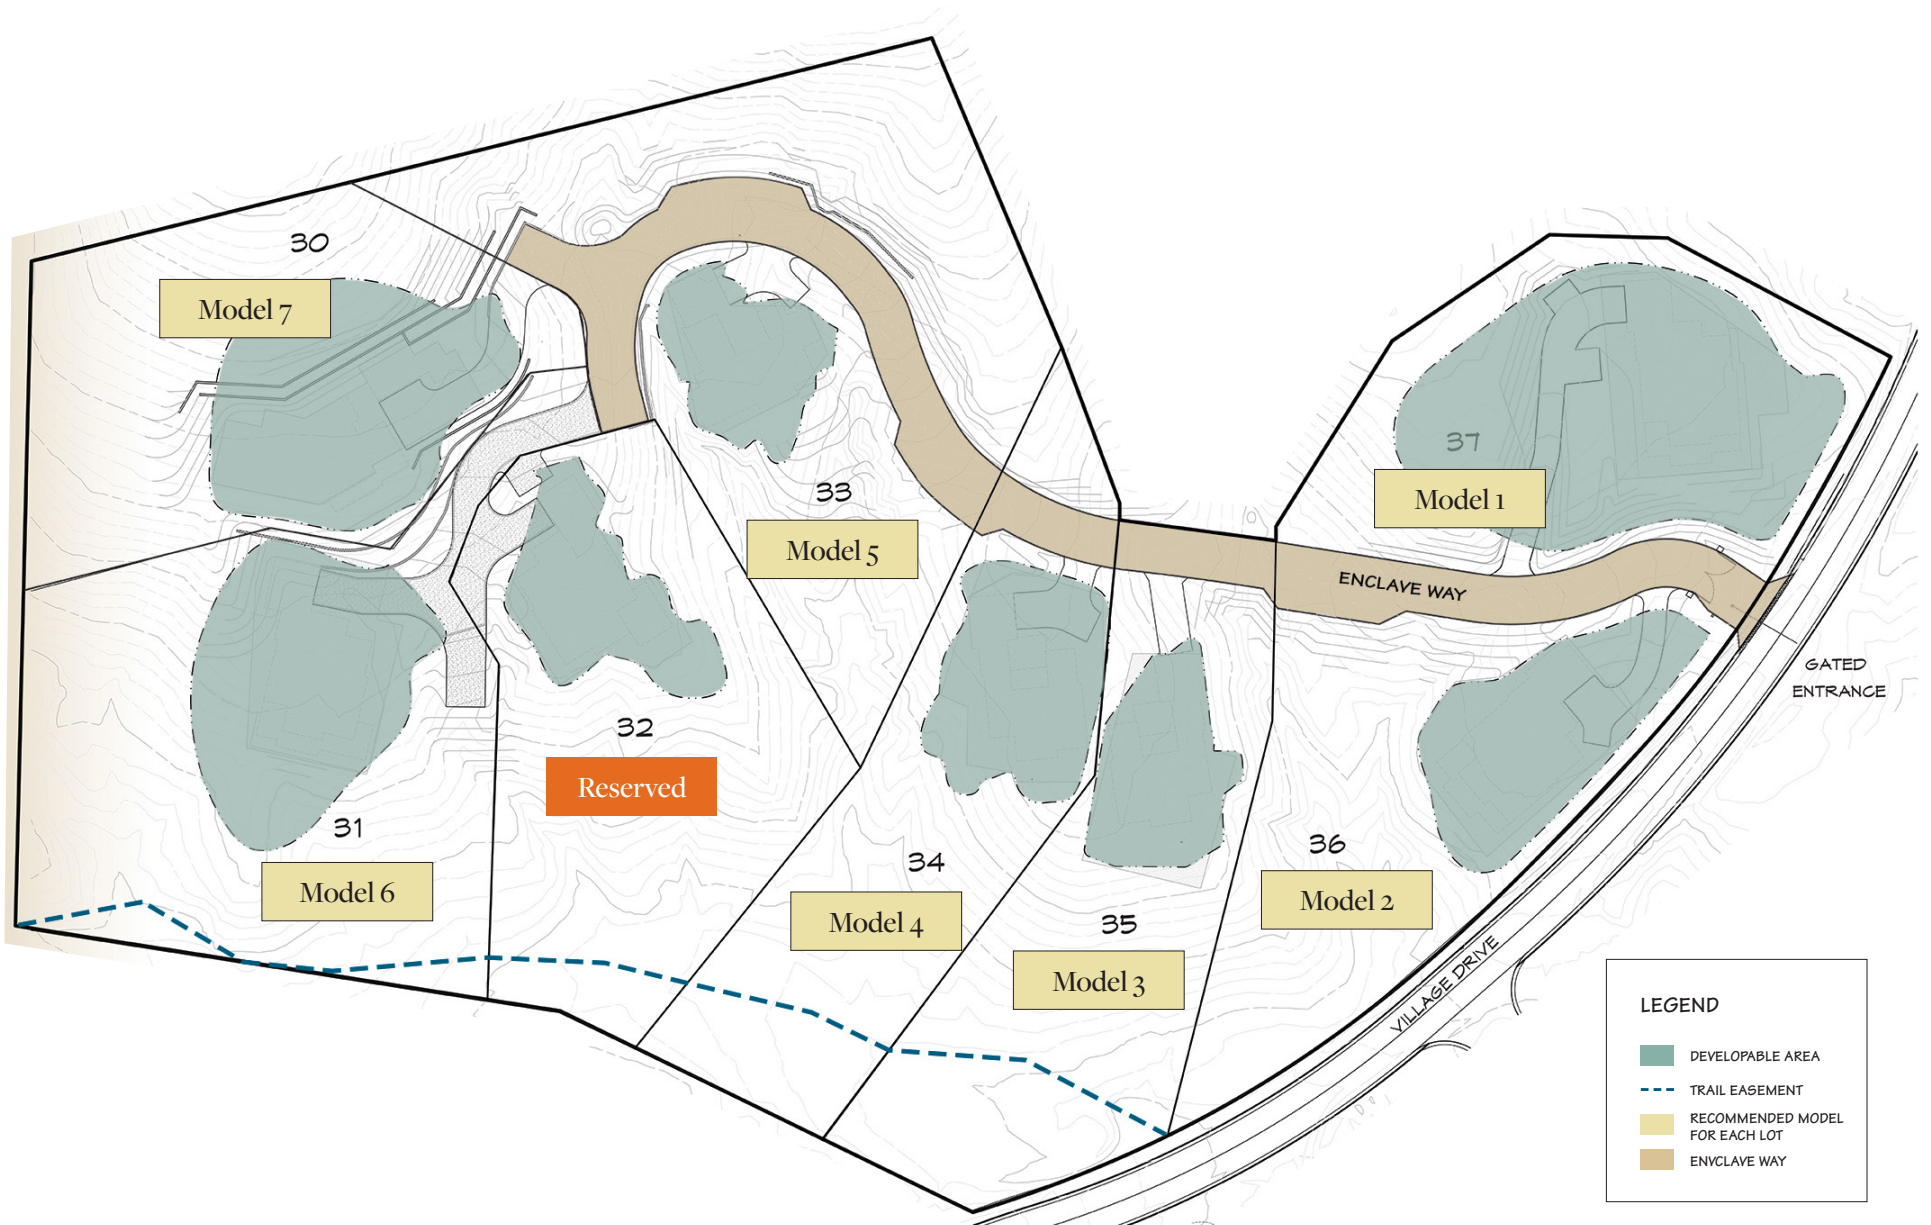 30
Model 7
33
Model 5
37
Model 1
ENCLAVE WAY
GATED
ENTRANCE
32
Reserved
31
Model 6
34
Model 4
35
Model 3
36
Model 2
VILLAGE DRIVE
LEGEND
DEVELOPABLE AREA
TRAIL EASEMENT
RECOMMENDED MODEL
FOR EACH LOT
ENVCLAVE WAY